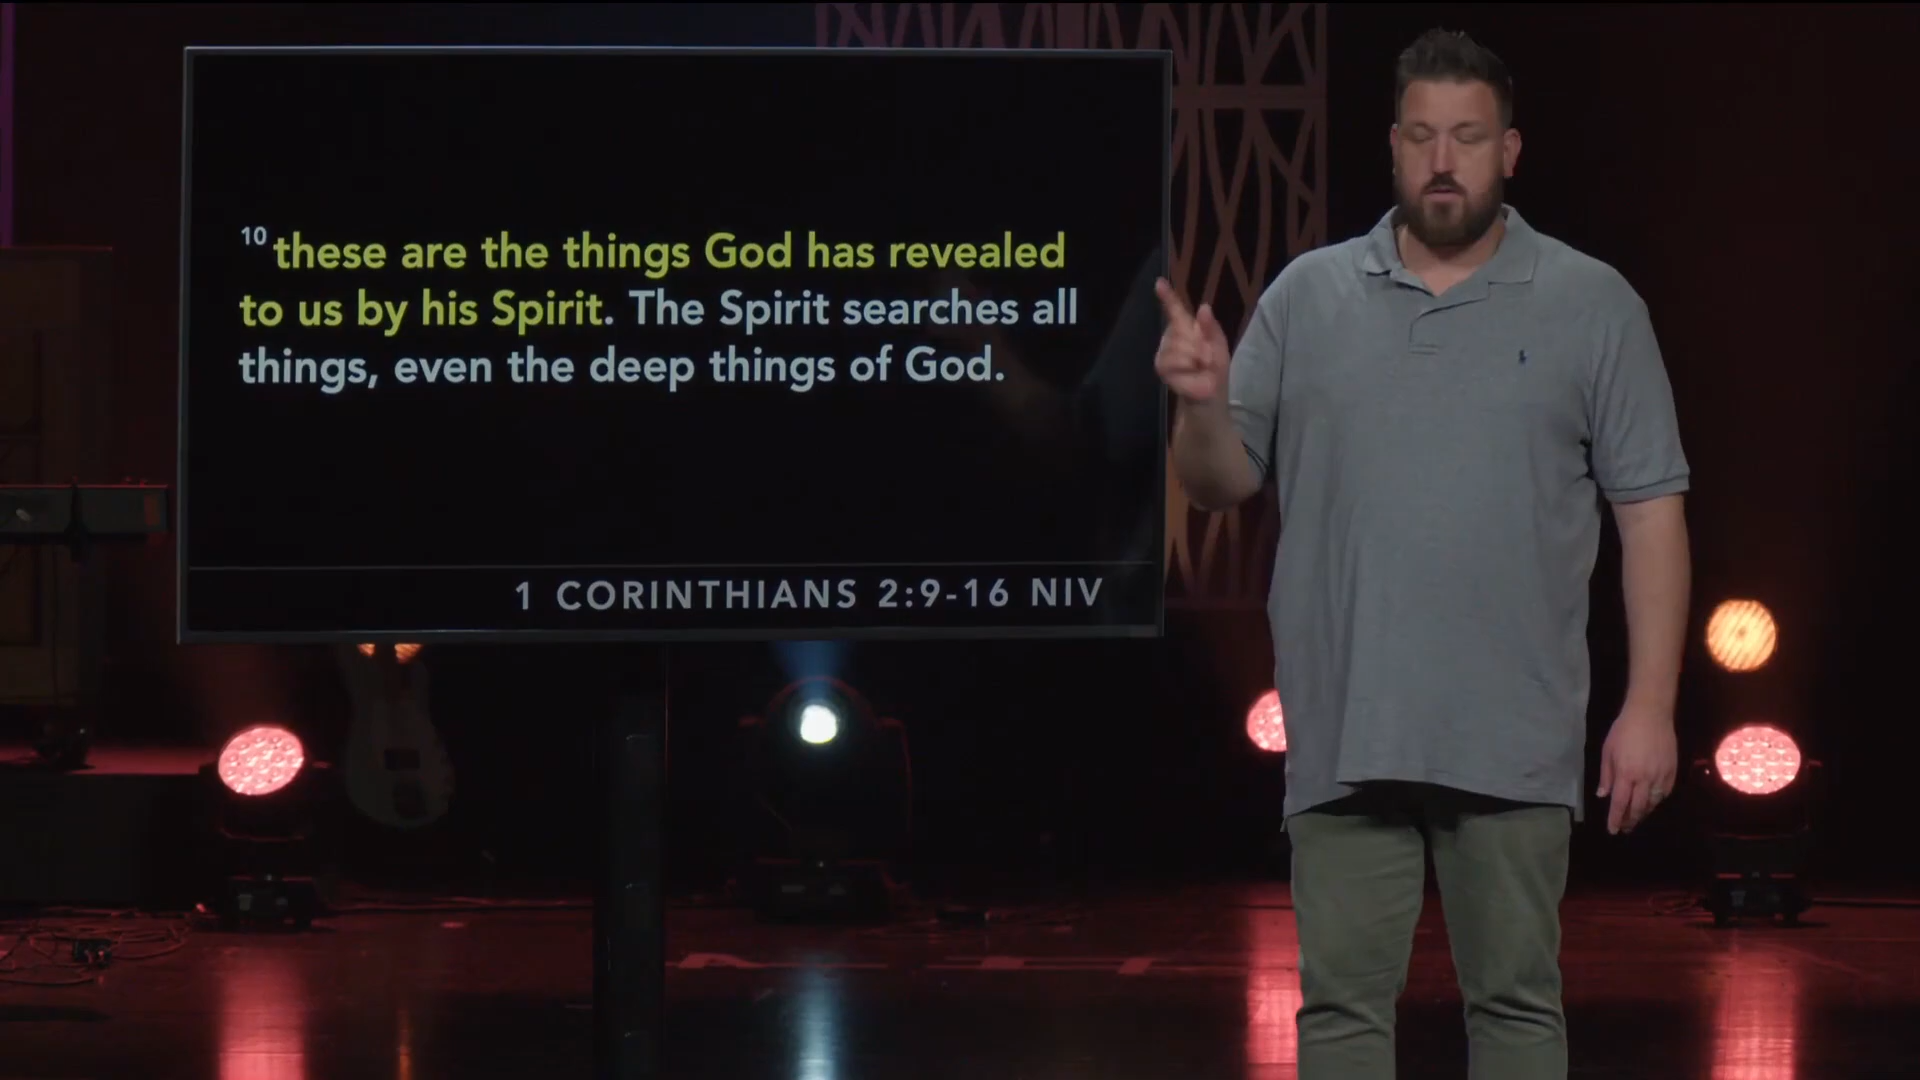 10 these are the things God has revealed
to us by his Spirit. The Spirit searches all
things, even the deep things of God.
1 CORINTHIANS 2:9-16 NIV